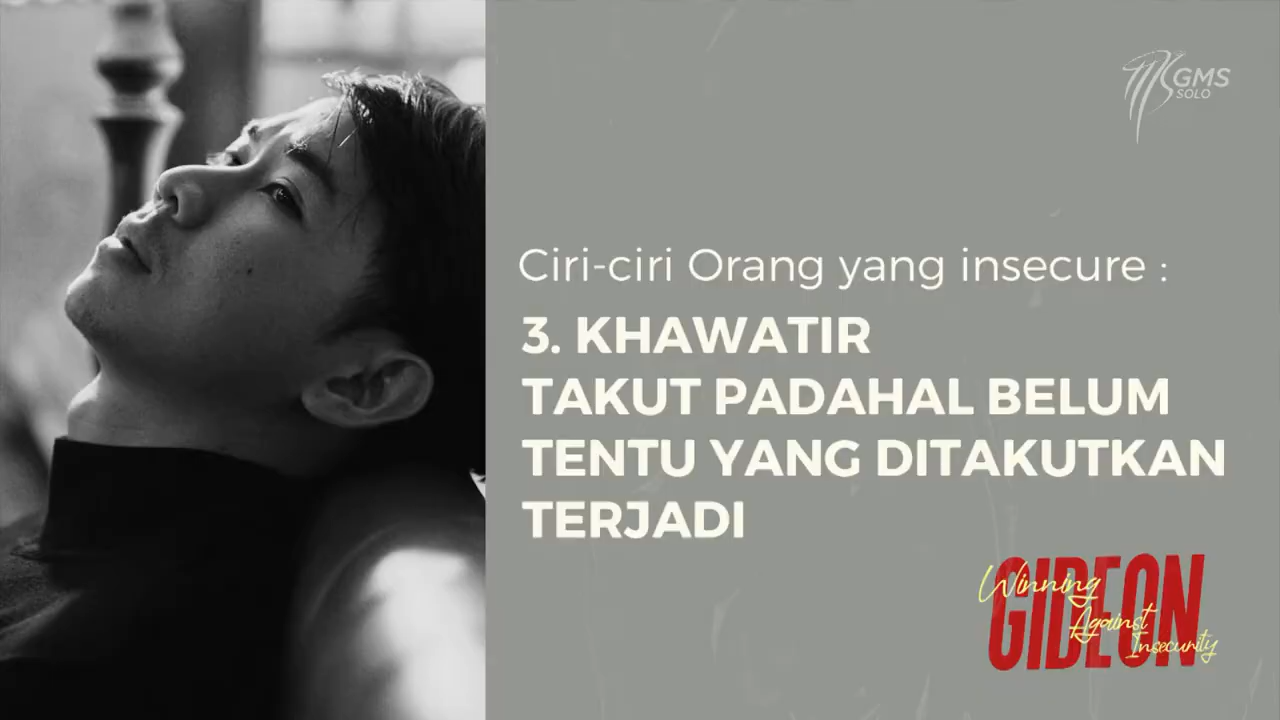 GMS
SOLO
Ciri-ciri Orang yang insecure :
3. KHAWATIR
TAKUT PADAHAL BELUM
TENTU YANG DITAKUTKAN
TERJADI
GIDEON
Winning
Against
Insecurity